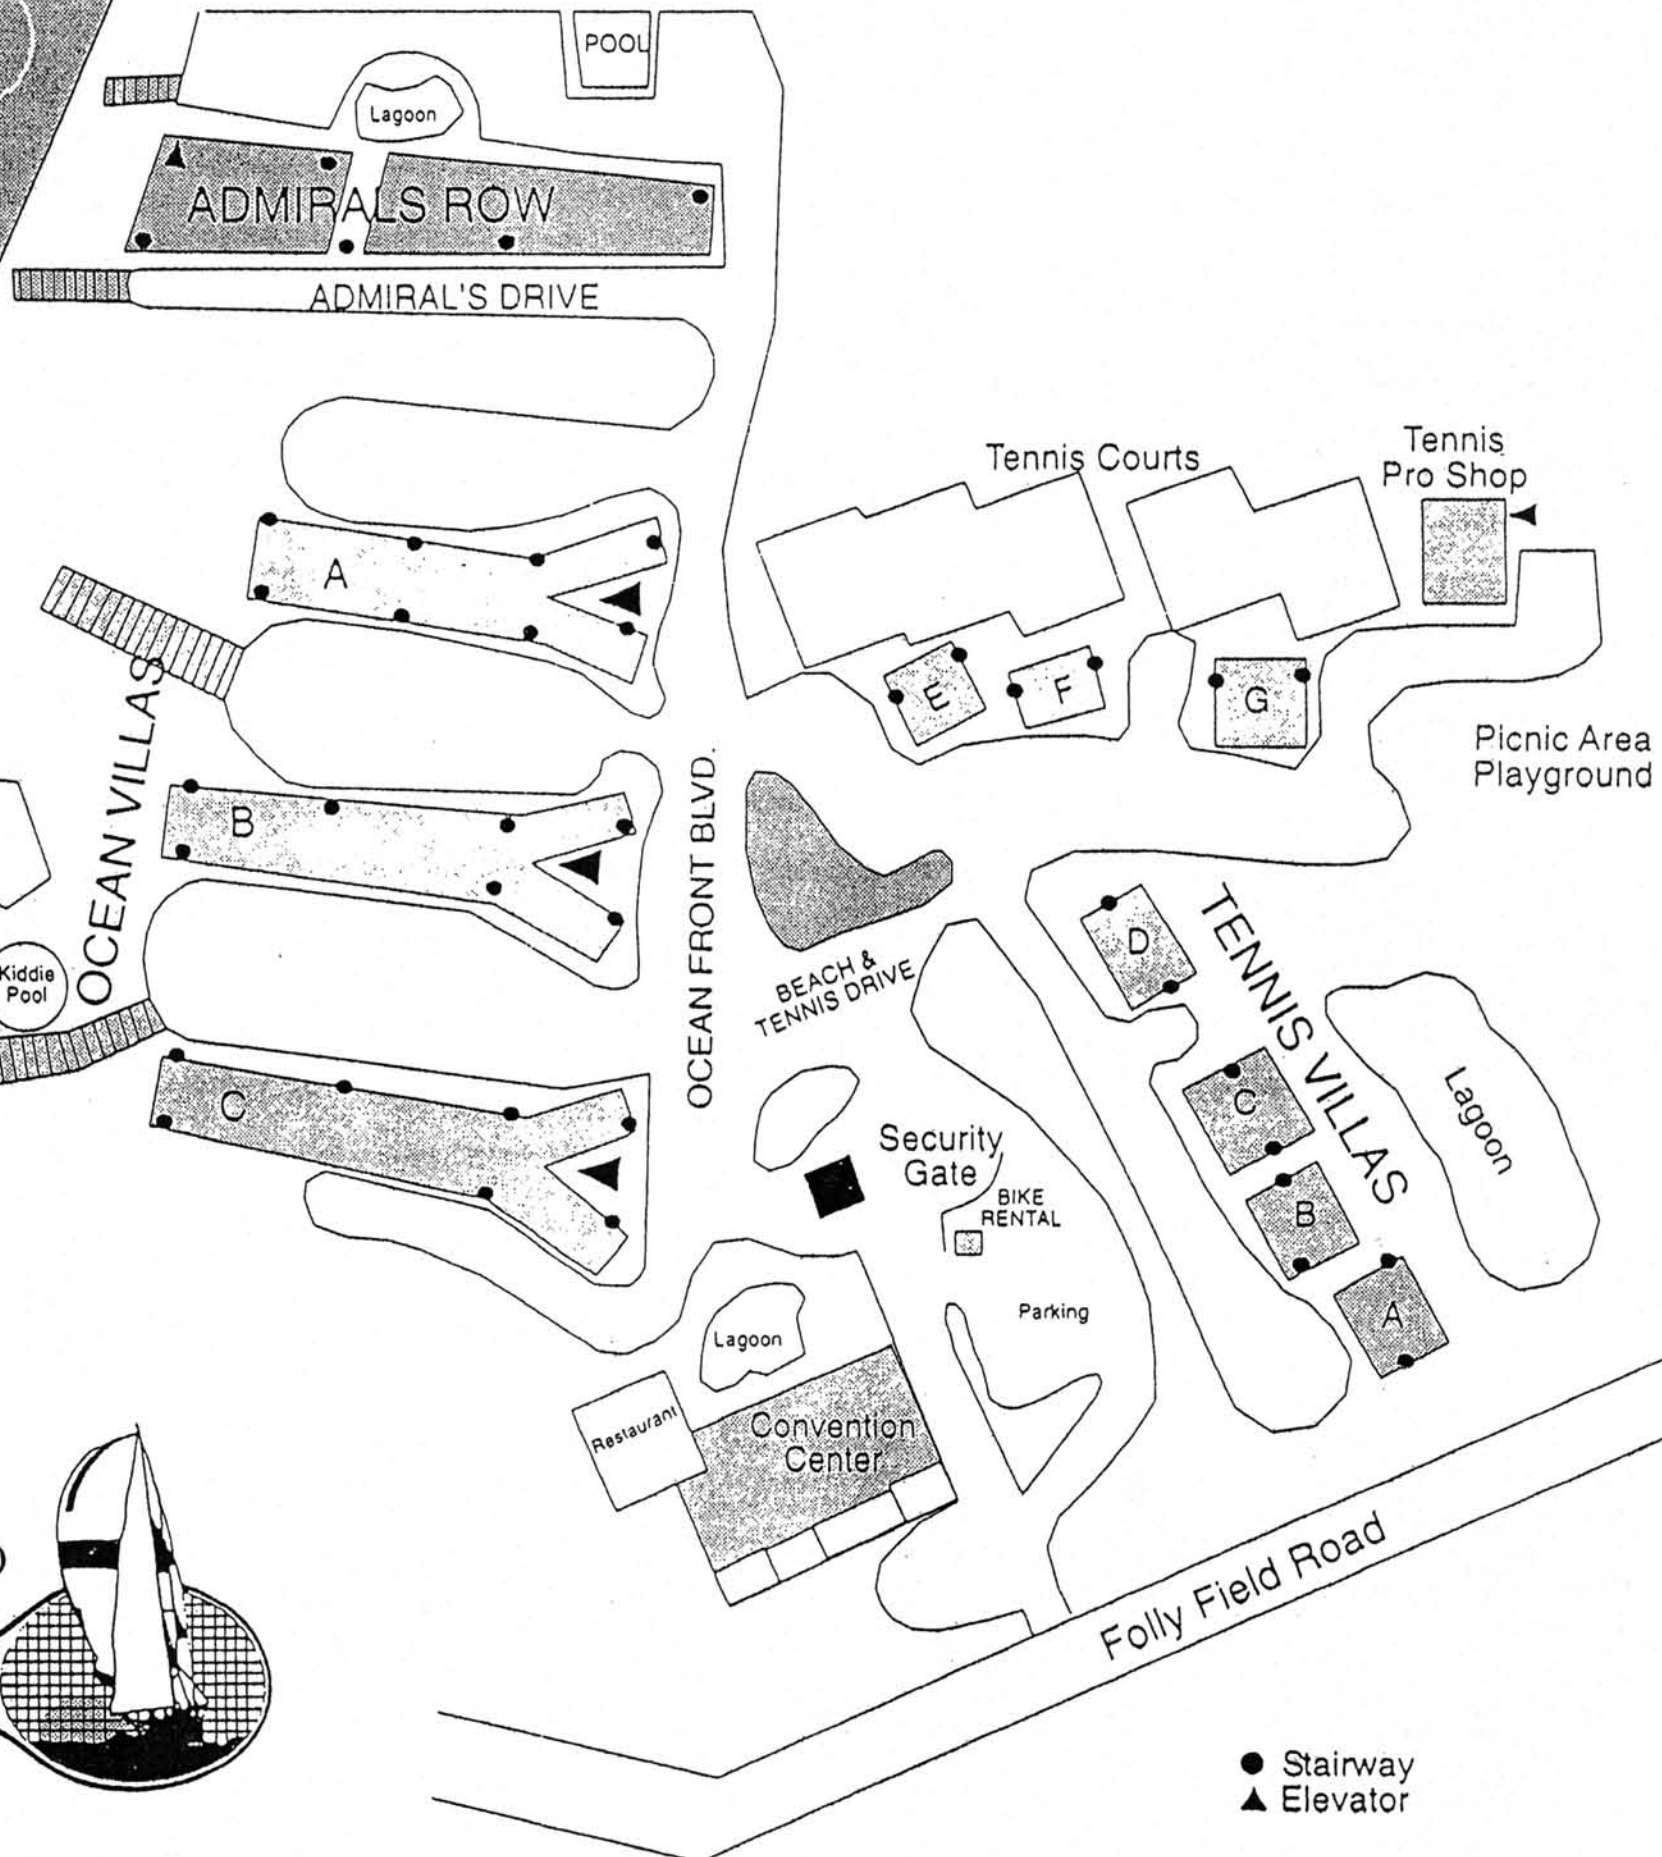 POOL
Lagoon
ADMIRALS ROW
ADMIRAL'S DRIVE
Tennis Courts
Tennis
Pro Shop
A
E
F
G
Picnic Area
Playground
OCEAN VILLAS
B
OCEAN FRONT BLVD.
Kiddie
Pool
BEACH &
TENNIS DRIVE
D
TENNIS VILLAS
C
C
Lagoon
Security
Gate
BIKE
RENTAL
B
A
Parking
Lagoon
Restaurant
Convention
Center
Folly Field Road
Stairway
Elevator